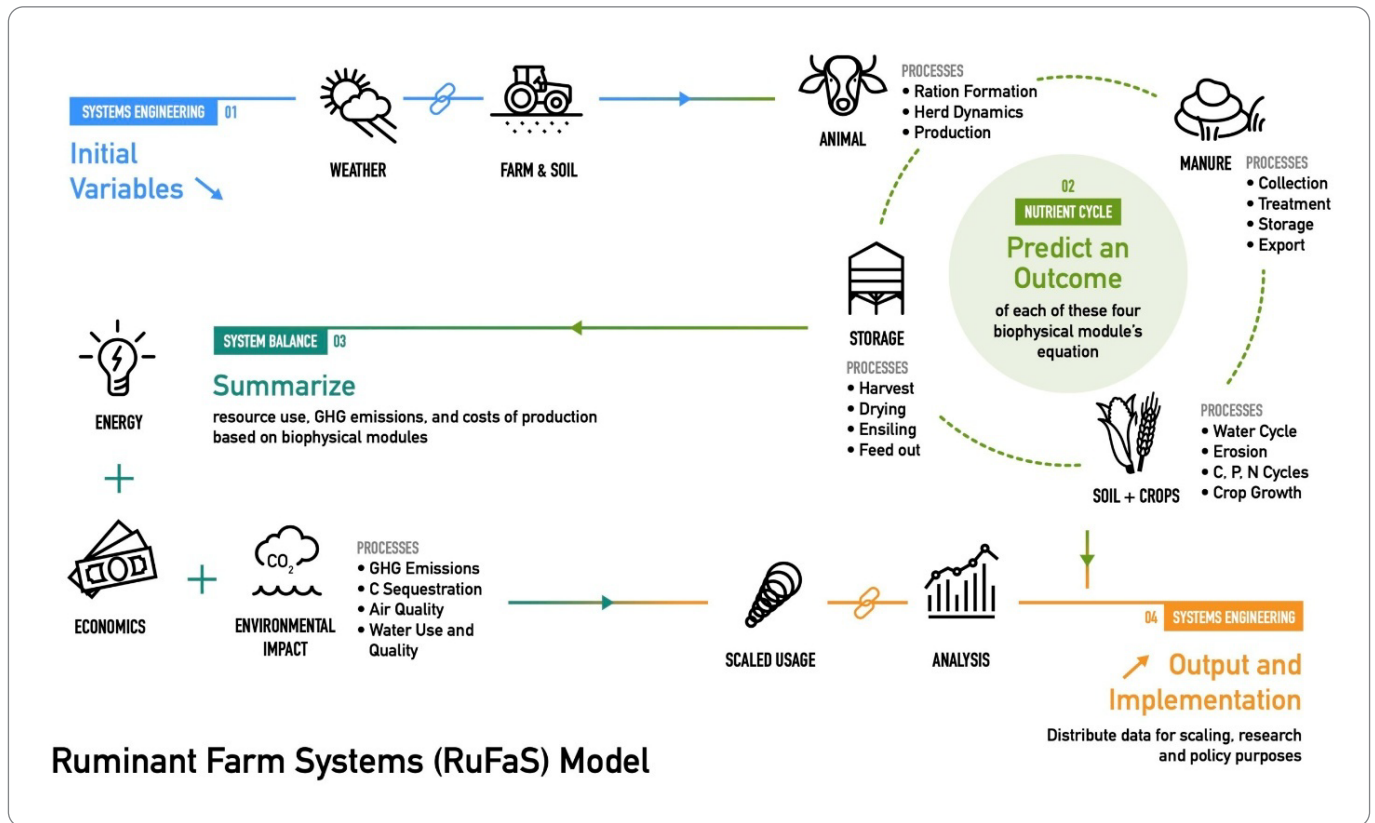 SYSTEMS ENGINEERING 01
Initial
Variables
WEATHER
FARM & SOIL
ANIMAL
PROCESSES
• Ration Formation
• Herd Dynamics
• Production
MANURE
PROCESSES
• Collection
• Treatment
• Storage
• Export
02
NUTRIENT CYCLE
Predict an
Outcome
of each of these four
biophysical module's
equation
STORAGE
PROCESSES
• Harvest
• Drying
• Ensiling
• Feed out
SOIL + CROPS
PROCESSES
• Water Cycle
• Erosion
• C, P, N Cycles
• Crop Growth
SYSTEM BALANCE 03
Summarize
resource use, GHG emissions, and costs of production
based on biophysical modules
ENERGY
ECONOMICS
CO2
ENVIRONMENTAL
IMPACT
PROCESSES
• GHG Emissions
• C Sequestration
• Air Quality
• Water Use and
Quality
SCALED USAGE
ANALYSIS
04 SYSTEMS ENGINEERING
Output and
Implementation
Distribute data for scaling, research
and policy purposes
Ruminant Farm Systems (RuFaS) Model